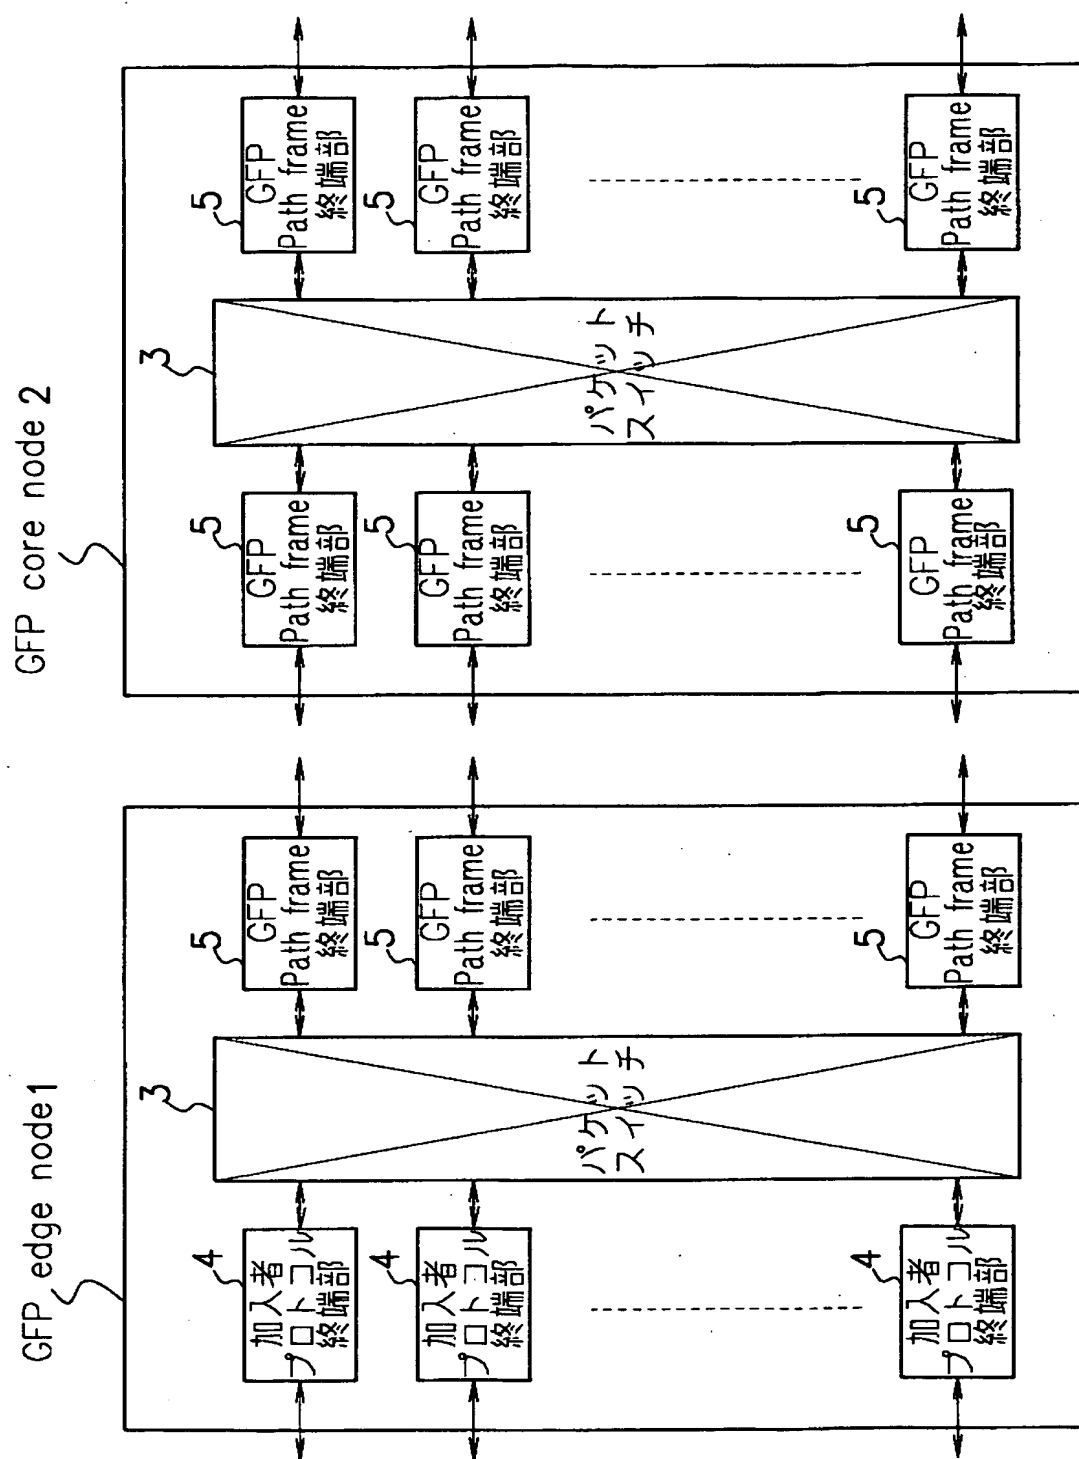 GFP edge node1
4
加入者
プロトコル
終端部
4
加入者
プロトコル
終端部
4
加入者
プロトコル
終端部
3
パケット
スイッチ
5
GFP
Path frame
終端部
5
GFP
Path frame
終端部
5
GFP
Path frame
終端部
GFP core node 2
5
GFP
Path frame
終端部
5
GFP
Path frame
終端部
5
GFP
Path frame
終端部
3
パケット
スイッチ
5
GFP
Path frame
終端部
5
GFP
Path frame
終端部
5
GFP
Path frame
終端部